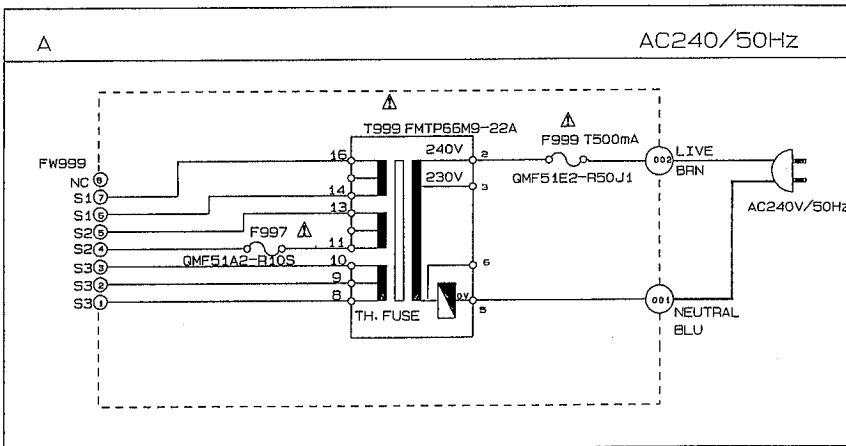 A
AC240/50Hz
T999 FMTP66M9-22A
F999 T500mA
FW999
16
240V
2
002
LIVE
NC 8
QMF51E2-R50J1
BRN
S1 7
230V
3
S1 6
14
AC240V/50Hz
S2 5
13
F997
S2 4
11
QMF51A2-R10S
S3 3
10
6
S3 2
9
S3 1
8
0V
5
001
TH. FUSE
NEUTRAL
BLU